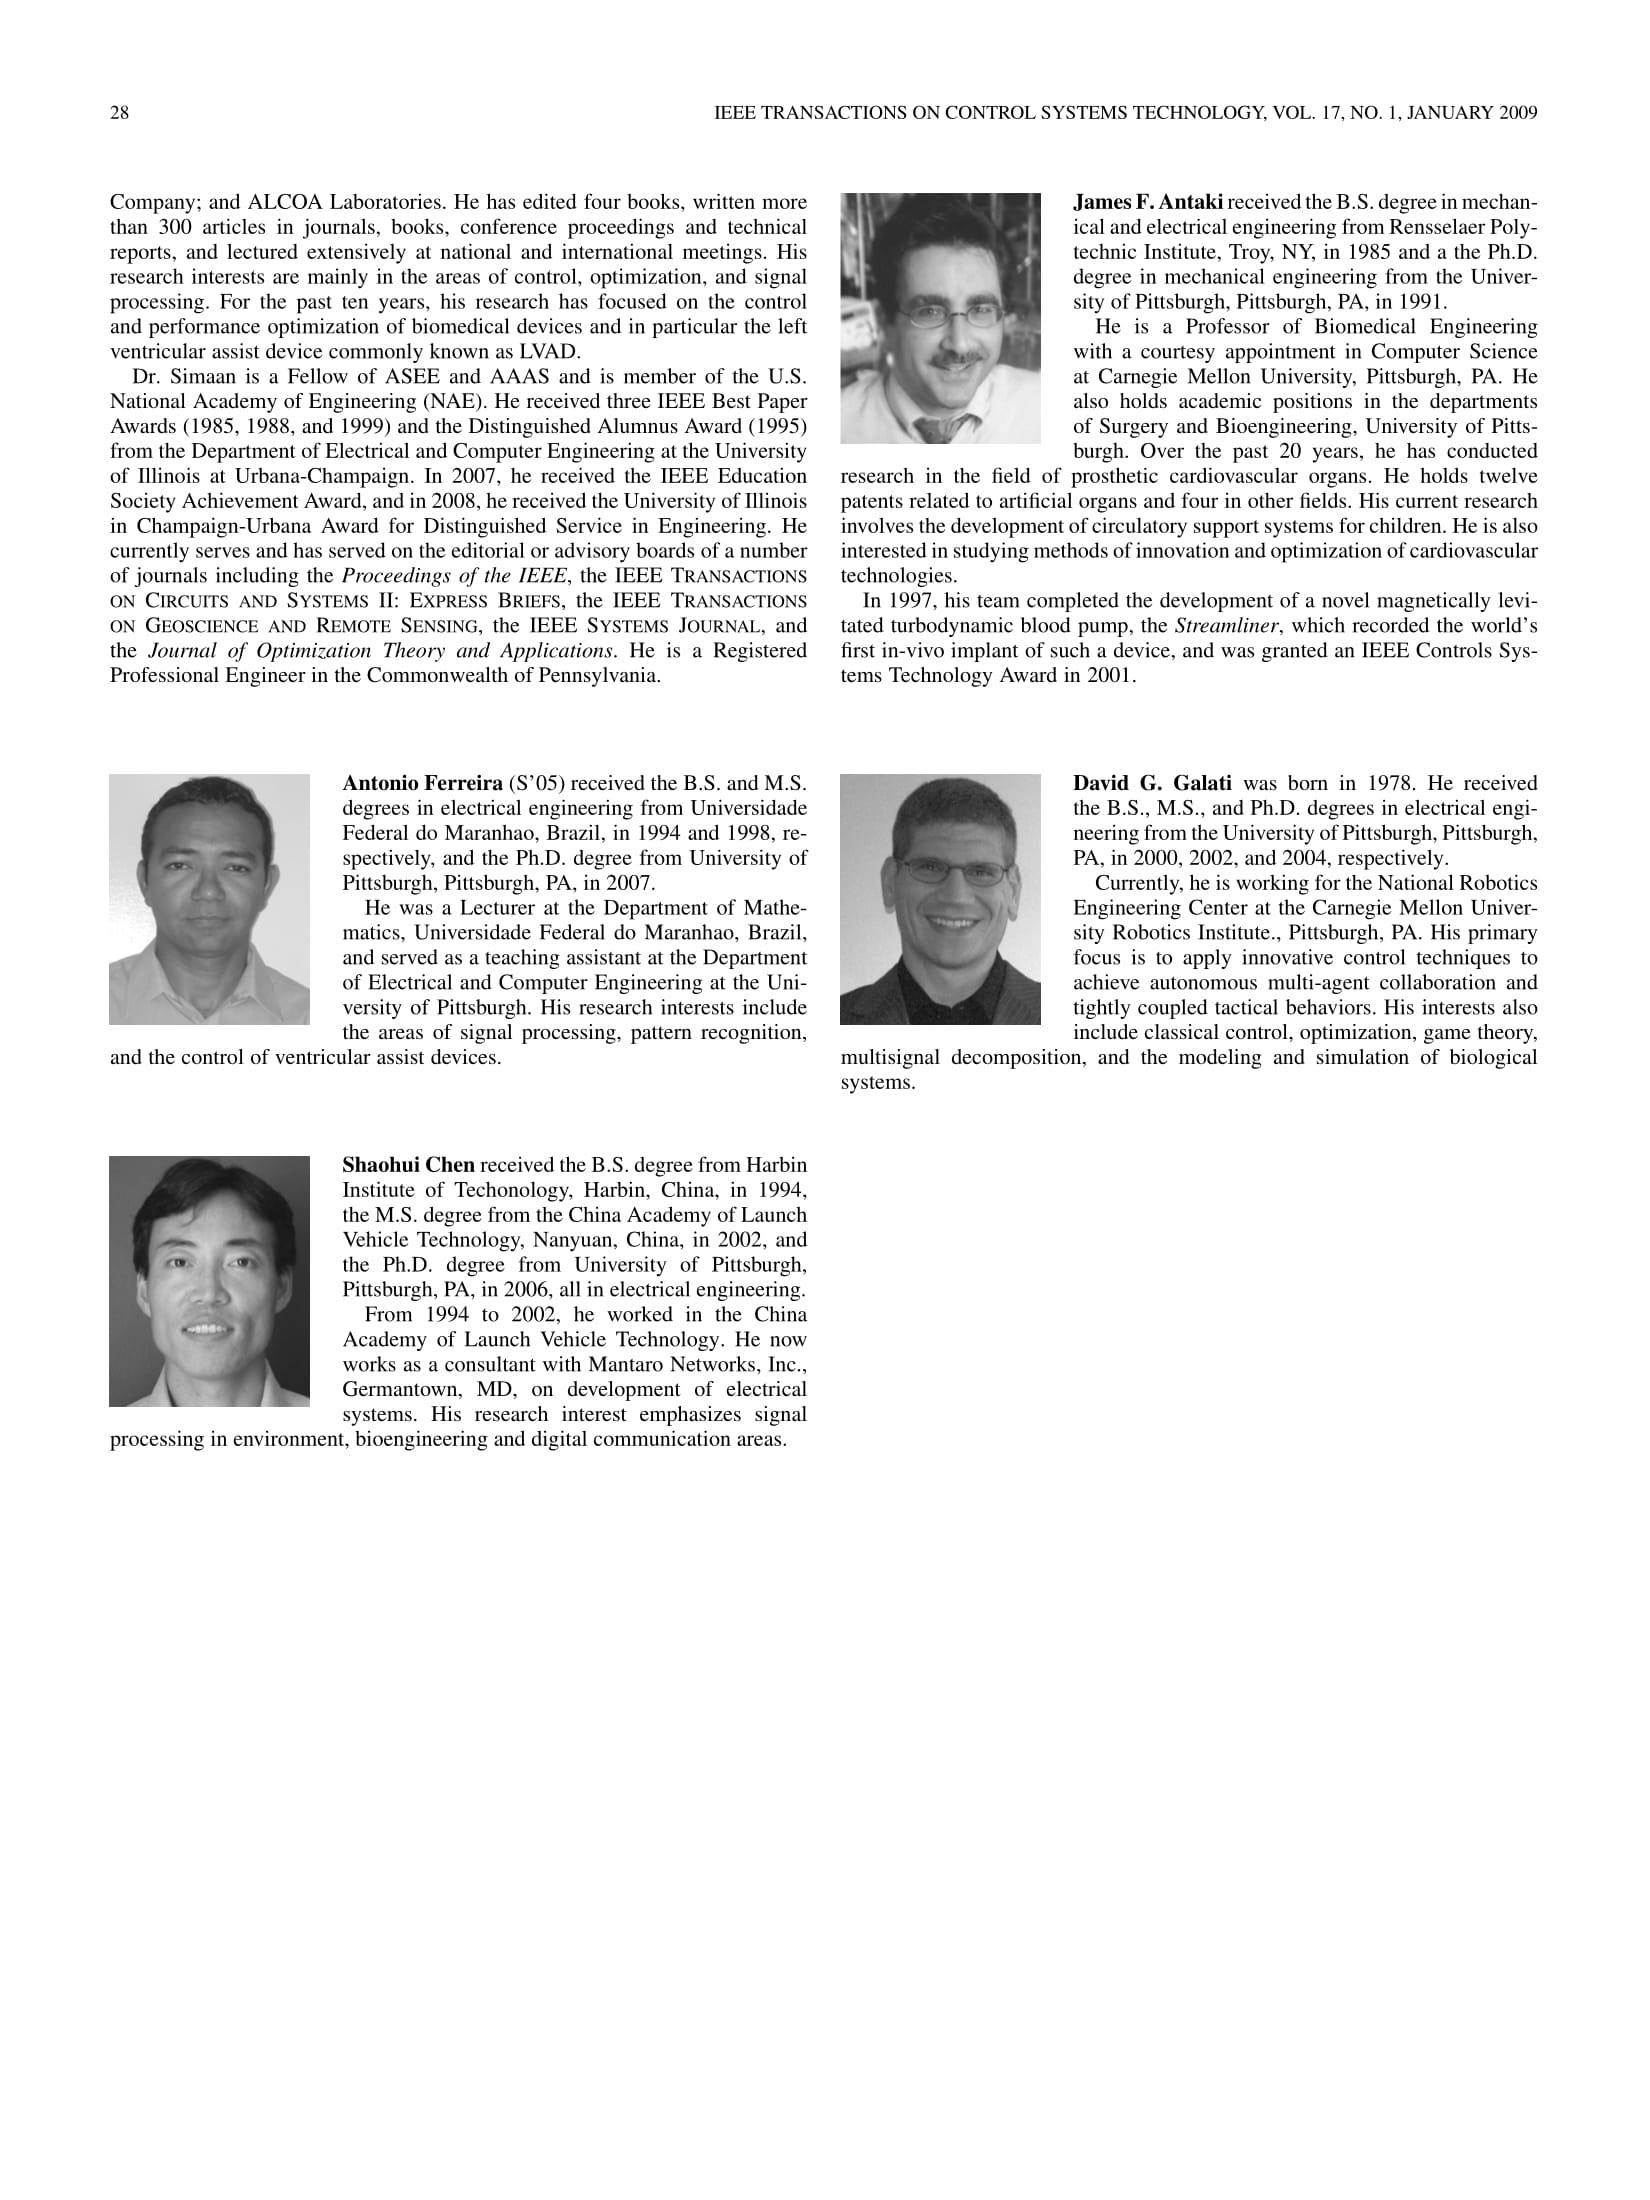 28
IEEE TRANSACTIONS ON CONTROL SYSTEMS TECHNOLOGY, VOL. 17, NO. 1, JANUARY 2009
Company; and ALCOA Laboratories. He has edited four books, written more
than 300 articles in journals, books, conference proceedings and technical
reports, and lectured extensively at national and international meetings. His
research interests are mainly in the areas of control, optimization, and signal
processing. For the past ten years, his research has focused on the control
and performance optimization of biomedical devices and in particular the left
ventricular assist device commonly known as LVAD.
Dr. Simaan is a Fellow of ASEE and AAAS and is member of the U.S.
National Academy of Engineering (NAE). He received three IEEE Best Paper
Awards (1985, 1988, and 1999) and the Distinguished Alumnus Award (1995)
from the Department of Electrical and Computer Engineering at the University
of Illinois at Urbana-Champaign. In 2007, he received the IEEE Education
Society Achievement Award, and in 2008, he received the University of Illinois
in Champaign-Urbana Award for Distinguished Service in Engineering. He
currently serves and has served on the editorial or advisory boards of a number
of journals including the Proceedings of the IEEE, the IEEE TRANSACTIONS
ON CIRCUITS AND SYSTEMS II: EXPRESS BRIEFS, the IEEE TRANSACTIONS
ON GEOSCIENCE AND REMOTE SENSING, the IEEE SYSTEMS JOURNAL, and
the Journal of Optimization Theory and Applications. He is a Registered
Professional Engineer in the Commonwealth of Pennsylvania.
Antonio Ferreira (S’05) received the B.S. and M.S.
degrees in electrical engineering from Universidade
Federal do Maranhao, Brazil, in 1994 and 1998, re-
spectively, and the Ph.D. degree from University of
Pittsburgh, Pittsburgh, PA, in 2007.
He was a Lecturer at the Department of Mathe-
matics, Universidade Federal do Maranhao, Brazil,
and served as a teaching assistant at the Department
of Electrical and Computer Engineering at the Uni-
versity of Pittsburgh. His research interests include
the areas of signal processing, pattern recognition,
and the control of ventricular assist devices.
Shaohui Chen received the B.S. degree from Harbin
Institute of Techonology, Harbin, China, in 1994,
the M.S. degree from the China Academy of Launch
Vehicle Technology, Nanyuan, China, in 2002, and
the Ph.D. degree from University of Pittsburgh,
Pittsburgh, PA, in 2006, all in electrical engineering.
From 1994 to 2002, he worked in the China
Academy of Launch Vehicle Technology. He now
works as a consultant with Mantaro Networks, Inc.,
Germantown, MD, on development of electrical
systems. His research interest emphasizes signal
processing in environment, bioengineering and digital communication areas.
James F. Antaki received the B.S. degree in mechan-
ical and electrical engineering from Rensselaer Poly-
technic Institute, Troy, NY, in 1985 and a the Ph.D.
degree in mechanical engineering from the Univer-
sity of Pittsburgh, Pittsburgh, PA, in 1991.
He is a Professor of Biomedical Engineering
with a courtesy appointment in Computer Science
at Carnegie Mellon University, Pittsburgh, PA. He
also holds academic positions in the departments
of Surgery and Bioengineering, University of Pitts-
burgh. Over the past 20 years, he has conducted
research in the field of prosthetic cardiovascular organs. He holds twelve
patents related to artificial organs and four in other fields. His current research
involves the development of circulatory support systems for children. He is also
interested in studying methods of innovation and optimization of cardiovascular
technologies.
In 1997, his team completed the development of a novel magnetically levi-
tated turbodynamic blood pump, the Streamliner, which recorded the world’s
first in-vivo implant of such a device, and was granted an IEEE Controls Sys-
tems Technology Award in 2001.
David G. Galati was born in 1978. He received
the B.S., M.S., and Ph.D. degrees in electrical engi-
neering from the University of Pittsburgh, Pittsburgh,
PA, in 2000, 2002, and 2004, respectively.
Currently, he is working for the National Robotics
Engineering Center at the Carnegie Mellon Univer-
sity Robotics Institute., Pittsburgh, PA. His primary
focus is to apply innovative control techniques to
achieve autonomous multi-agent collaboration and
tightly coupled tactical behaviors. His interests also
include classical control, optimization, game theory,
multisignal decomposition, and the modeling and simulation of biological
systems.